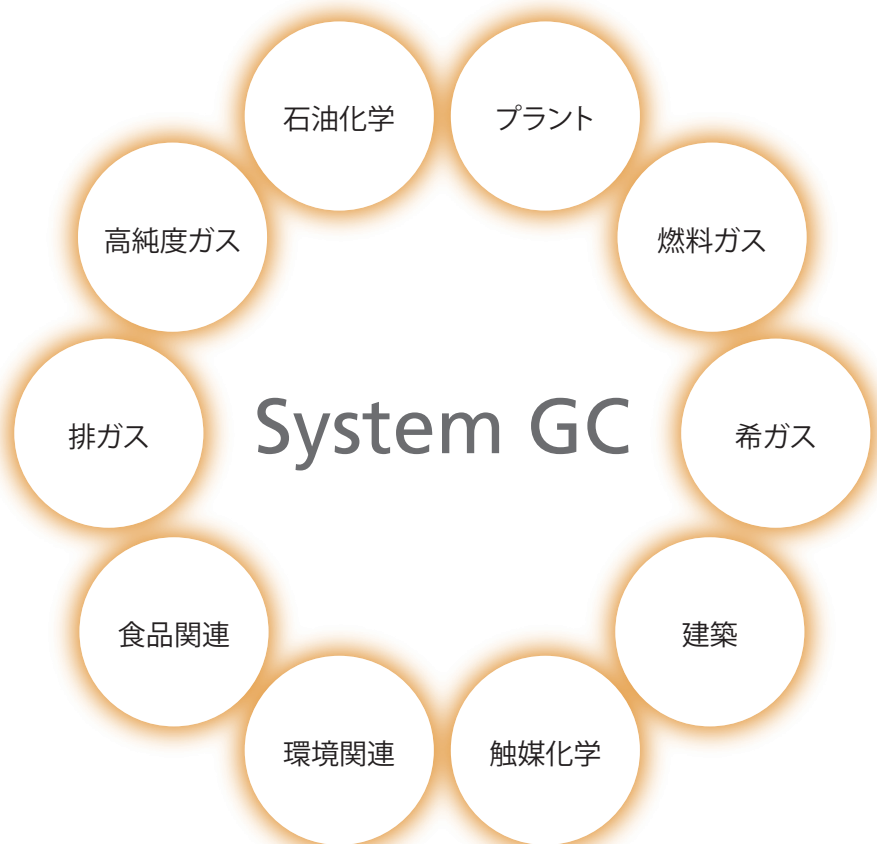 石油化学
プラント
高純度ガス
燃料ガス
排ガス
System GC
希ガス
食品関連
建築
環境関連
触媒化学